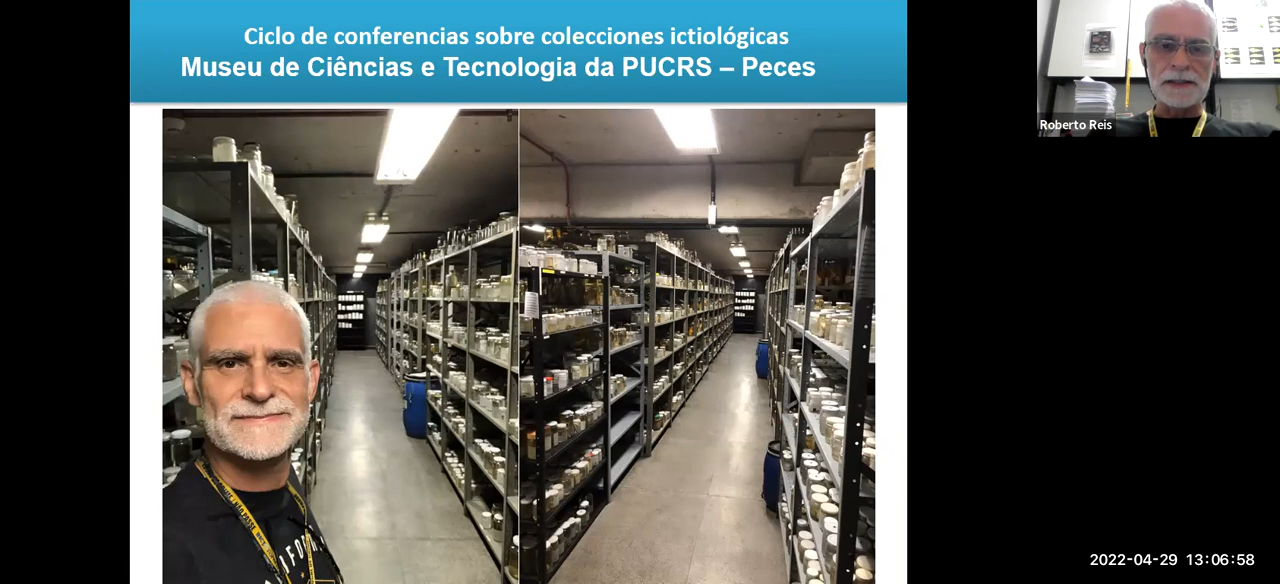 Ciclo de conferencias sobre colecciones ictiológicas
Museu de Ciências e Tecnologia da PUCRS – Peces
Roberto Reis
2022-04-29 13:06:58